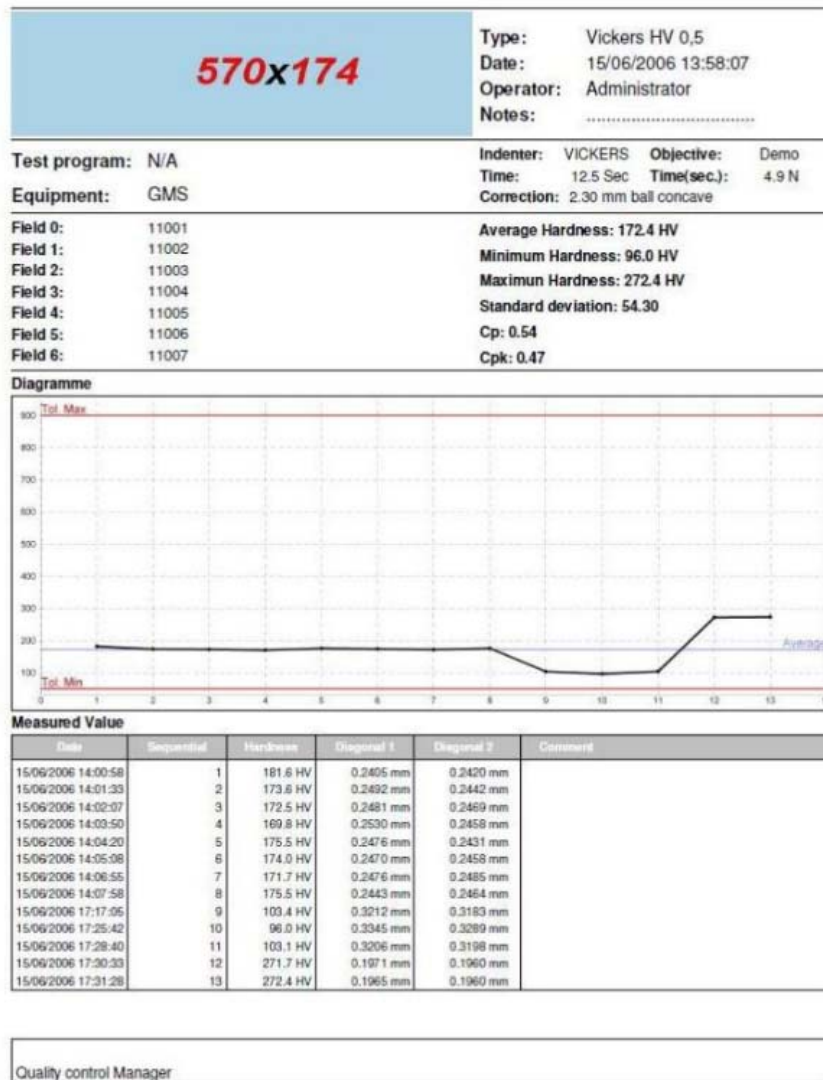 570x174
Type: Vickers HV 0,5
Date: 15/06/2006 13:58:07
Operator: Administrator
Notes: ..................................
Test program: N/A
Equipment: GMS
Indenter: VICKERS Objective: Demo
Time: 12.5 Sec Time(sec.): 4.9 N
Correction: 2.30 mm ball concave
Field 0: 11001
Field 1: 11002
Field 2: 11003
Field 3: 11004
Field 4: 11005
Field 5: 11006
Field 6: 11007
Average Hardness: 172.4 HV
Minimum Hardness: 96.0 HV
Maximun Hardness: 272.4 HV
Standard deviation: 54.30
Cp: 0.54
Cpk: 0.47
Diagramme
900 Tol. Max
800
700
600
500
400
300
200 Average
100
Tol. Min
0 1 2 3 4 5 6 7 8 9 10 11 12 13
Measured Value
Date Sequential Hardness Diagonal 1 Diagonal 2 Comment
15/06/2006 14:00:58 1 181.6 HV 0.2405 mm 0.2420 mm
15/06/2006 14:01:33 2 173.6 HV 0.2492 mm 0.2442 mm
15/06/2006 14:02:07 3 172.5 HV 0.2481 mm 0.2469 mm
15/06/2006 14:03:50 4 169.8 HV 0.2530 mm 0.2458 mm
15/06/2006 14:04:20 5 175.5 HV 0.2476 mm 0.2431 mm
15/06/2006 14:05:08 6 174.0 HV 0.2470 mm 0.2458 mm
15/06/2006 14:06:55 7 171.7 HV 0.2476 mm 0.2485 mm
15/06/2006 14:07:58 8 175.5 HV 0.2443 mm 0.2464 mm
15/06/2006 17:17:05 9 103.4 HV 0.3212 mm 0.3183 mm
15/06/2006 17:25:42 10 96.0 HV 0.3345 mm 0.3289 mm
15/06/2006 17:28:40 11 103.1 HV 0.3206 mm 0.3198 mm
15/06/2006 17:30:33 12 271.7 HV 0.1971 mm 0.1960 mm
15/06/2006 17:31:28 13 272.4 HV 0.1965 mm 0.1960 mm
Quality control Manager